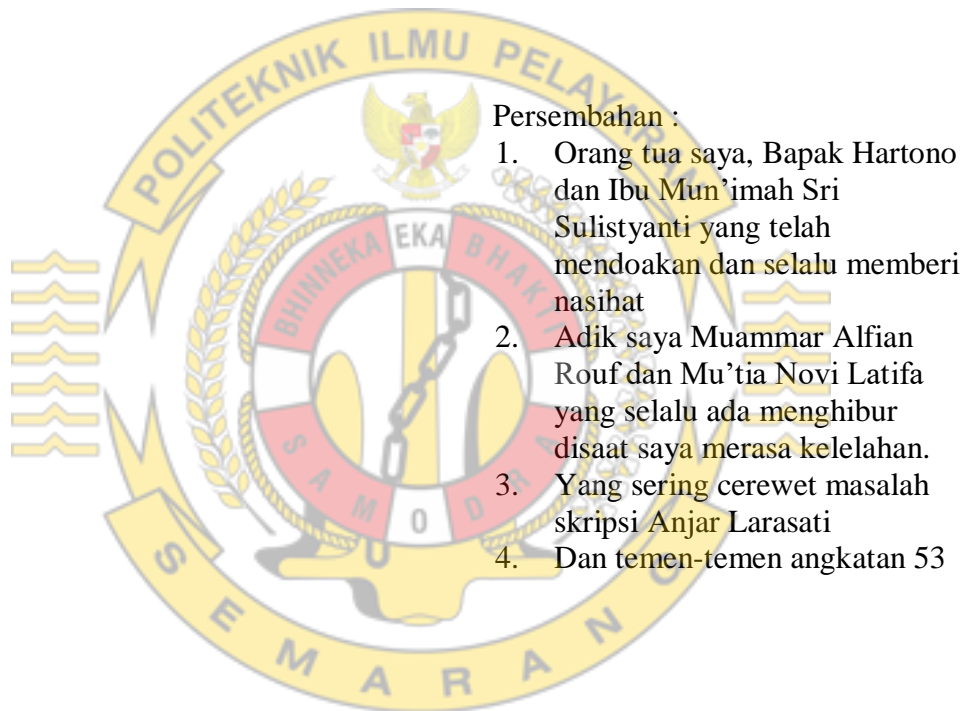 POLITEKNIK ILMU PELAYARAN
Persembahan :
1. Orang tua saya, Bapak Hartono
dan Ibu Mun’imah Sri
Sulistyanti yang telah
mendoakan dan selalu memberi
nasihat
2. Adik saya Muammar Alfian
Rouf dan Mu’tia Novi Latifa
yang selalu ada menghibur
disaat saya merasa kelelahan.
3. Yang sering cerewet masalah
skripsi Anjar Larasati
4. Dan temen-temen angkatan 53
BHINNEKA EKA BHAKTI
SAMODRA
0
SEMARANG